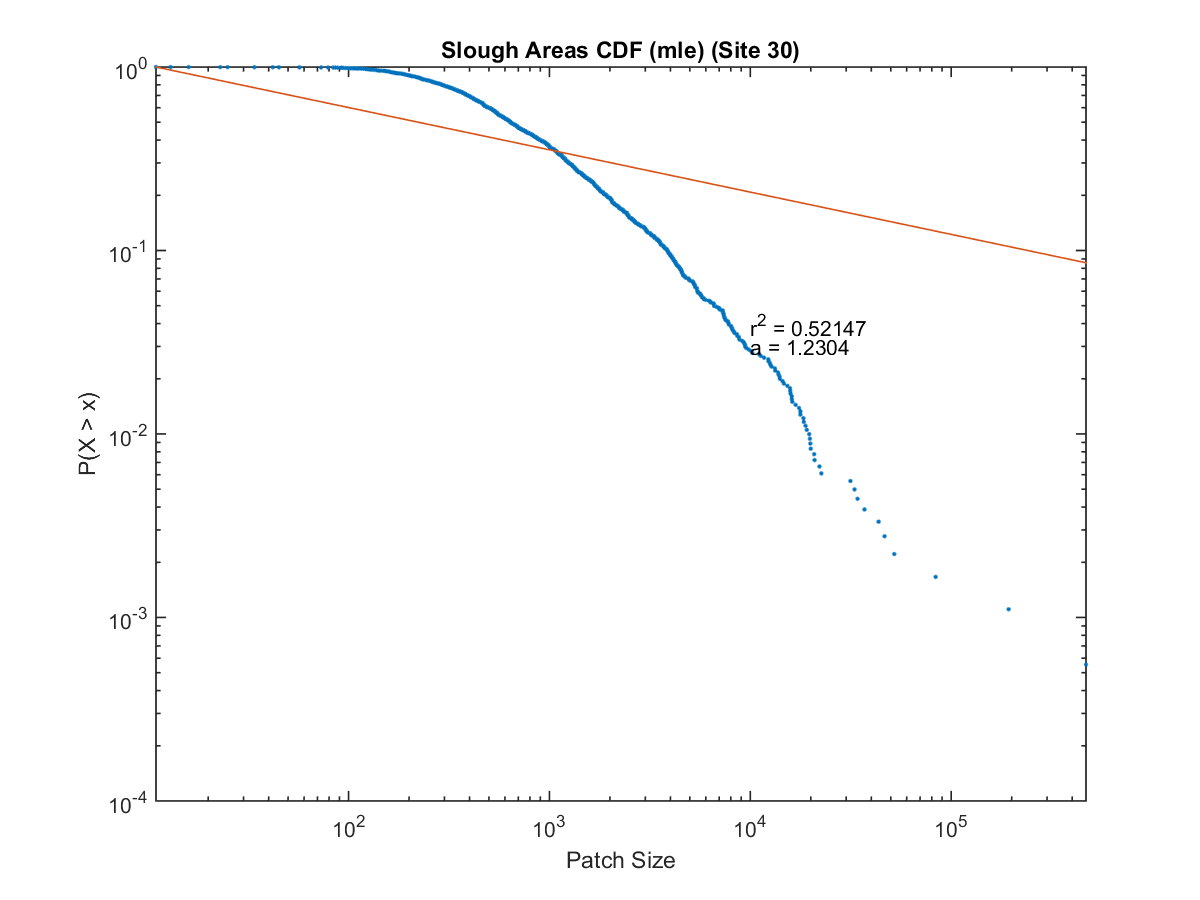 Slough Areas CDF (mle) (Site 30)
10^0
10^-1
10^-2
10^-3
10^-4
P(X > x)
r^2 = 0.52147
a = 1.2304
10^2 10^3 10^4 10^5
Patch Size